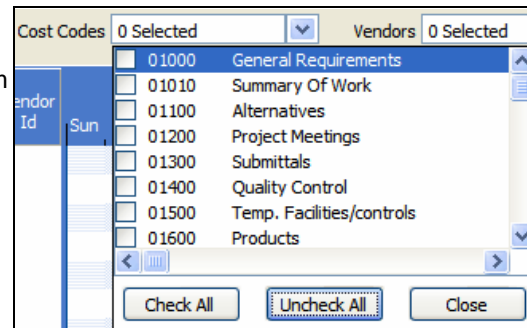 Cost Codes 0 Selected Vendors 0 Selected
01000 General Requirements
01010 Summary Of Work
Id Sun 01100 Alternatives
01200 Project Meetings
01300 Submittals
01400 Quality Control
01500 Temp. Facilities/controls
01600 Products
Check All Uncheck All Close